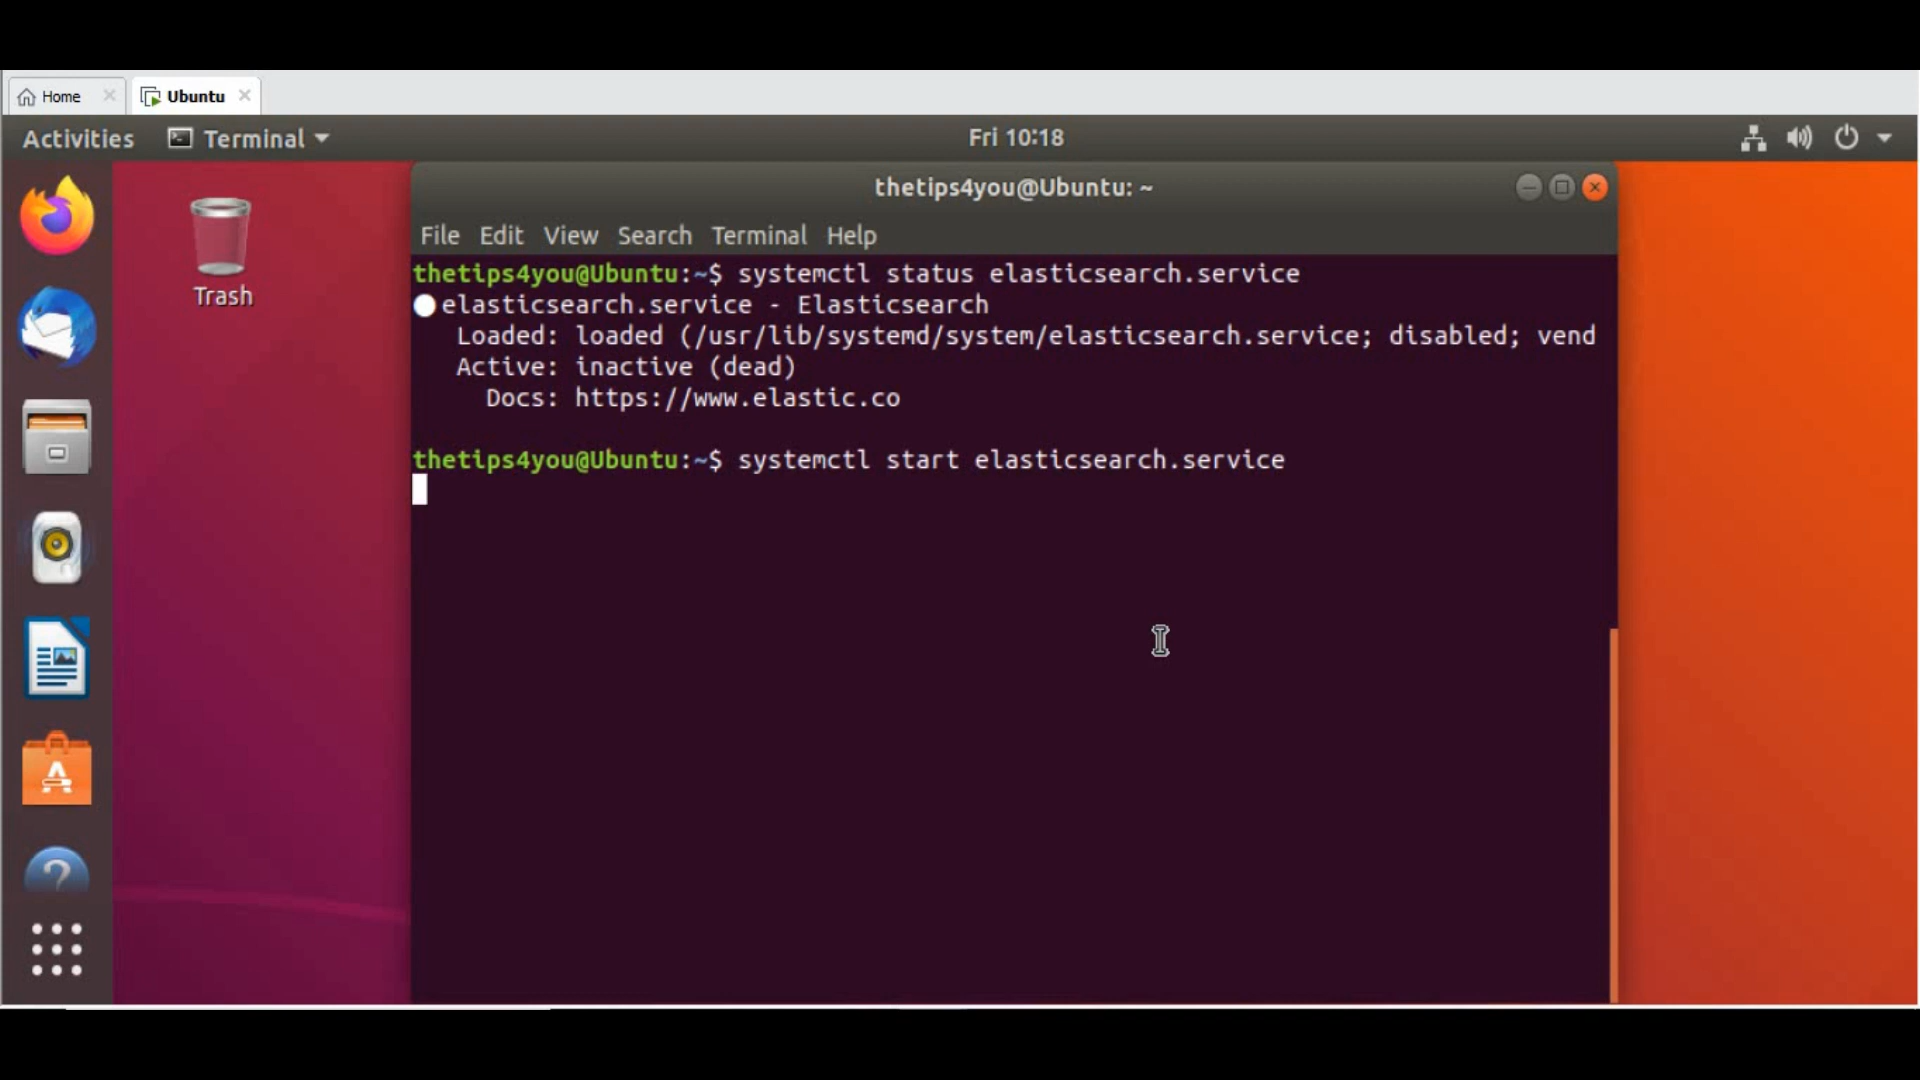 Home
Ubuntu
Activities
Terminal
Fri 10:18
thetips4you@Ubuntu: ~
File Edit View Search Terminal Help
Trash
thetips4you@Ubuntu:~$ systemctl status elasticsearch.service
elasticsearch.service - Elasticsearch
Loaded: loaded (/usr/lib/systemd/system/elasticsearch.service; disabled; vend
Active: inactive (dead)
Docs: https://www.elastic.co
thetips4you@Ubuntu:~$ systemctl start elasticsearch.service